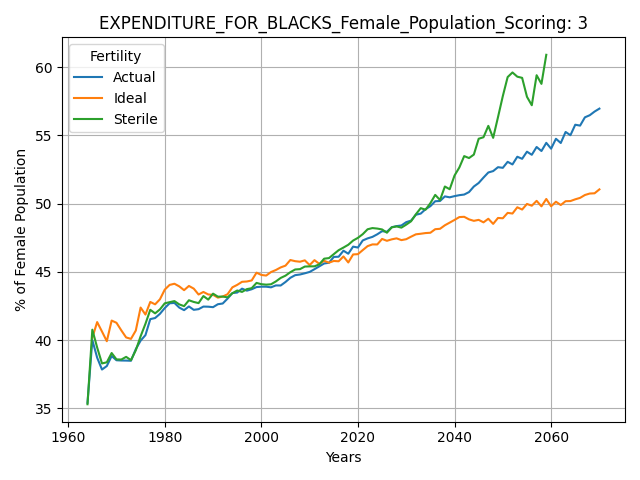 EXPENDITURE_FOR_BLACKS_Female_Population_Scoring: 3
Fertility
Actual
Ideal
Sterile
% of Female Population
60
55
50
45
40
35
1960
1980
2000
2020
2040
2060
Years